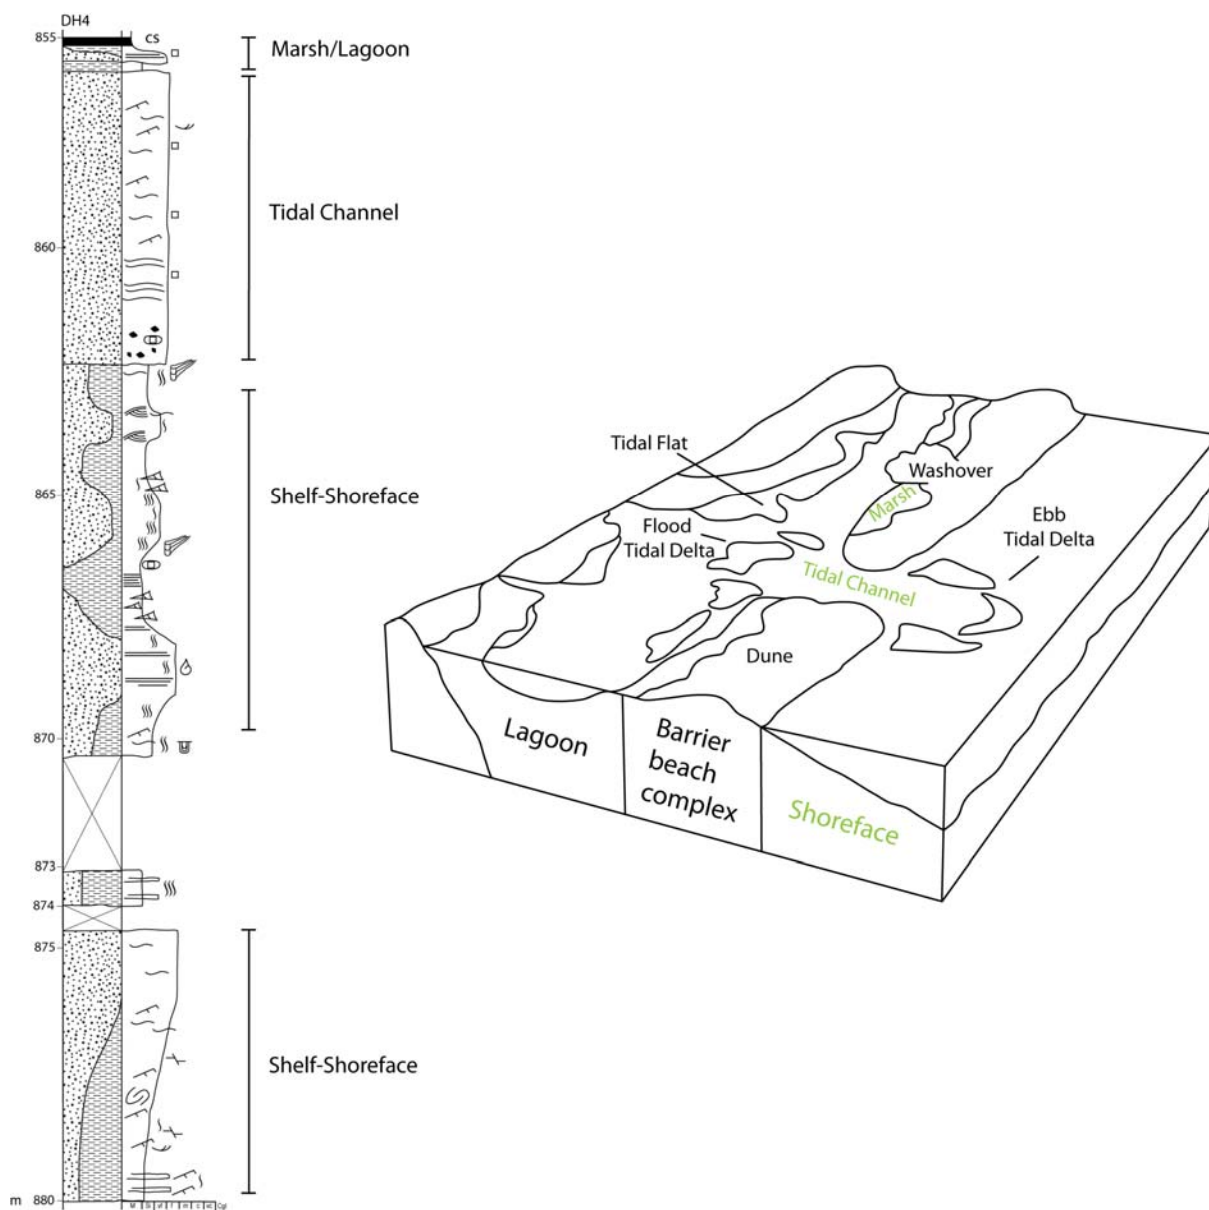 DH4
855
cs
Marsh/Lagoon
Tidal Channel
860
865
Shelf-Shoreface
870
873
874
875
Shelf-Shoreface
m 880
Tidal Flat
Washover
Marsh
Flood
Tidal Delta
Ebb
Tidal Delta
Tidal Channel
Dune
Lagoon
Barrier
beach
complex
Shoreface